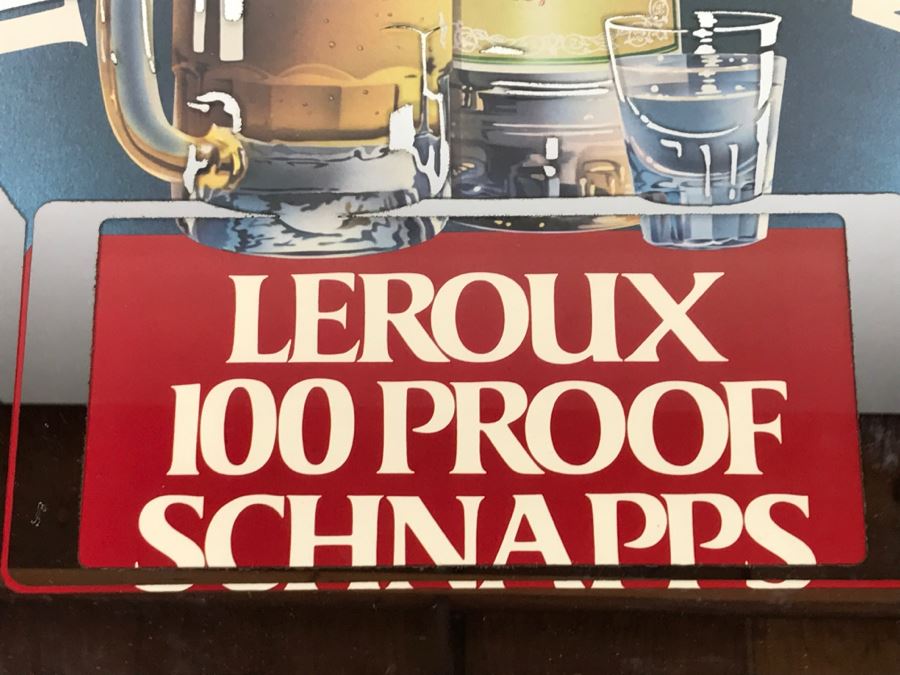 LEROUX
100 PROOF
SCHNAPPS